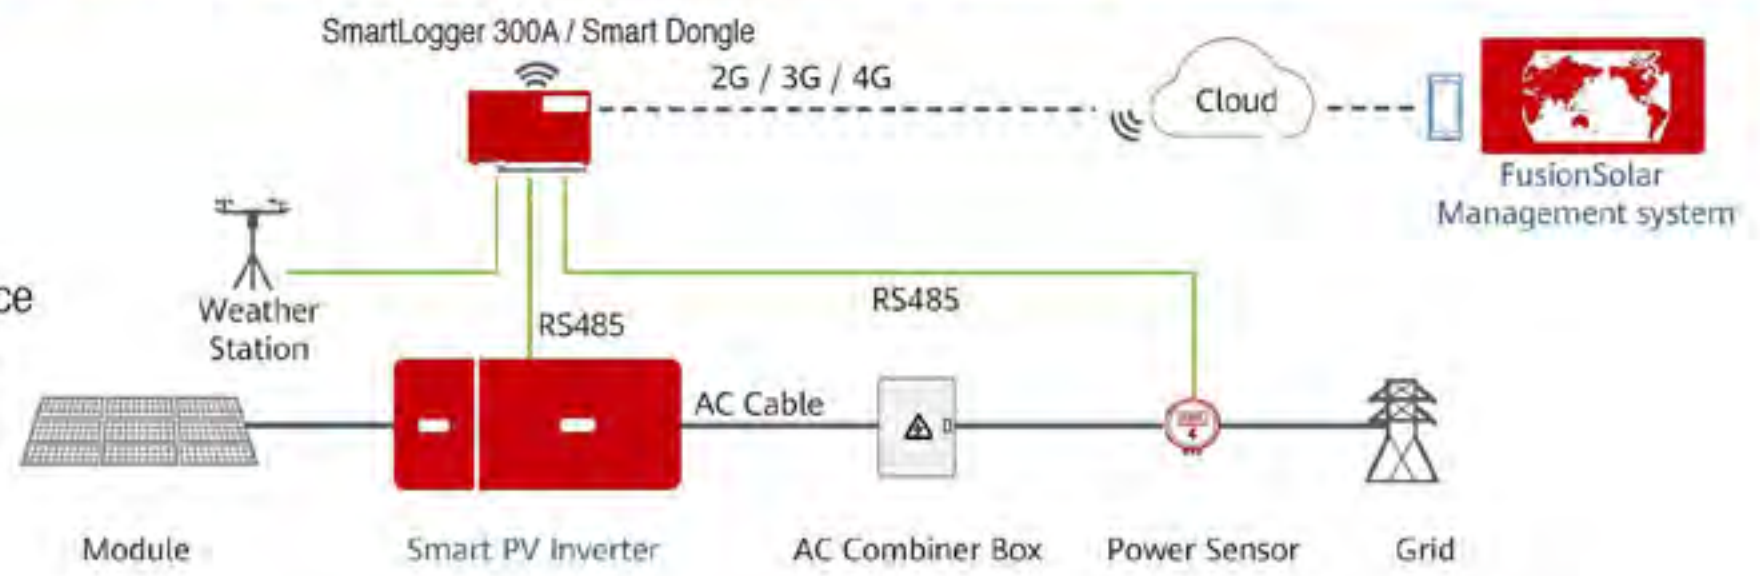 SmartLogger 300A / Smart Dongle
2G / 3G / 4G
Cloud
FusionSolar
Management system
ce
Weather
Station
RS485
RS485
AC Cable
Module
Smart PV Inverter
AC Combiner Box
Power Sensor
Grid